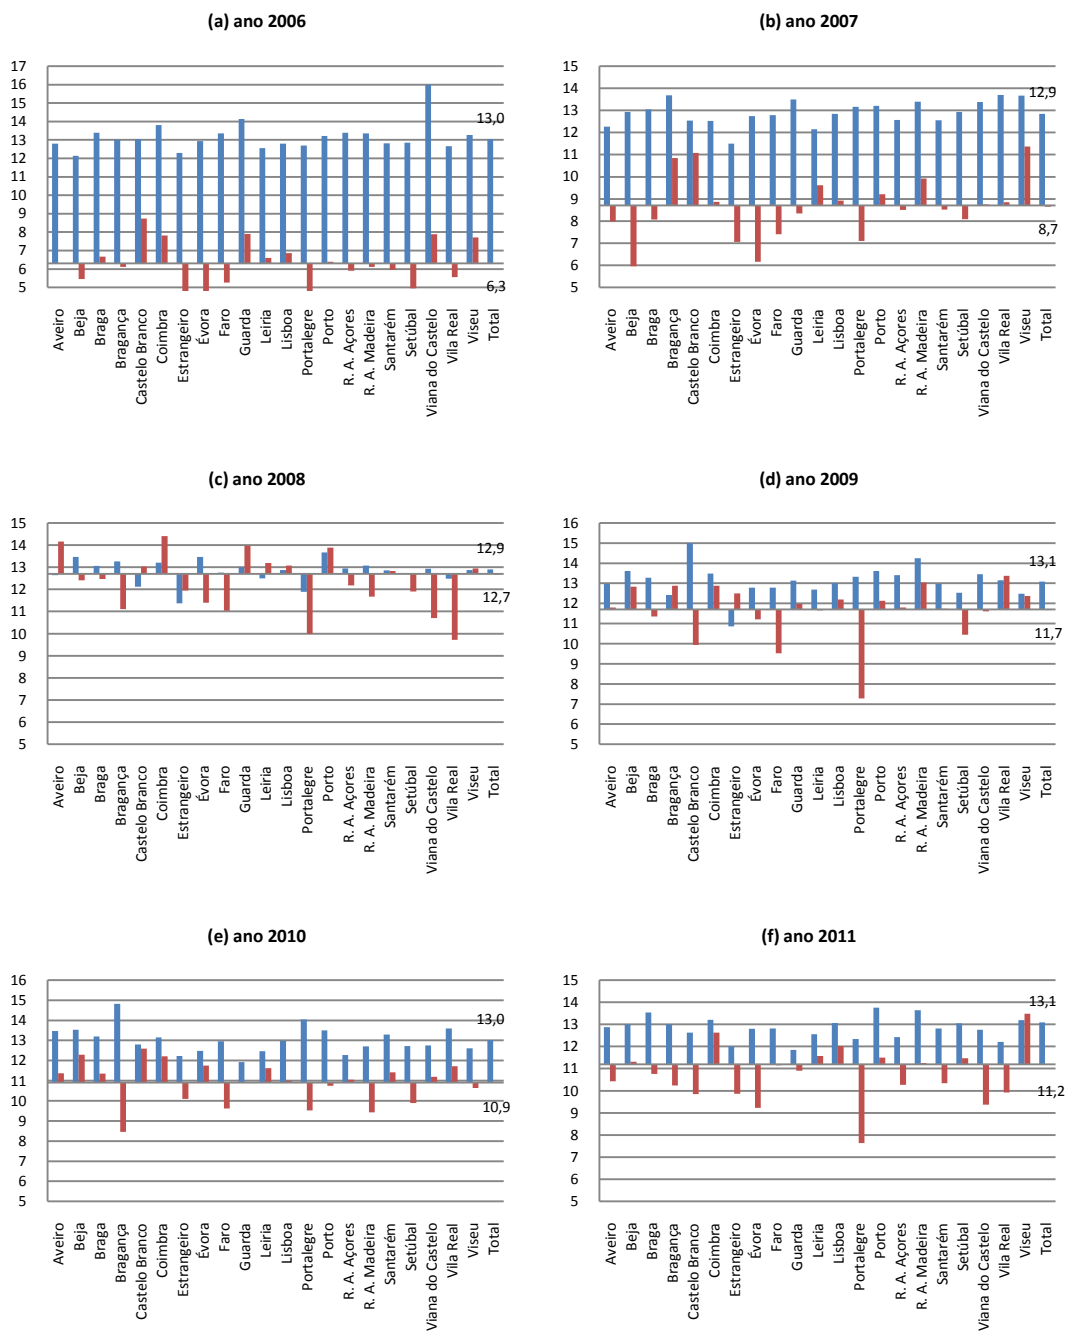 (a) ano 2006
17
16
15
14
13
12
11
10
9
8
7
6
5
13,0
6,3
Aveiro
Beja
Braga
Bragança
Castelo Branco
Coimbra
Estrangeiro
Évora
Faro
Guarda
Leiria
Lisboa
Portalegre
Porto
R. A. Açores
R. A. Madeira
Santarém
Setúbal
Viana do Castelo
Vila Real
Viseu
Total
(b) ano 2007
15
14
13
12
11
10
9
8
7
6
5
12,9
8,7
Aveiro
Beja
Braga
Bragança
Castelo Branco
Coimbra
Estrangeiro
Évora
Faro
Guarda
Leiria
Lisboa
Portalegre
Porto
R. A. Açores
R. A. Madeira
Santarém
Setúbal
Viana do Castelo
Vila Real
Viseu
Total
(c) ano 2008
15
14
13
12
11
10
9
8
7
6
5
12,9
12,7
Aveiro
Beja
Braga
Bragança
Castelo Branco
Coimbra
Estrangeiro
Évora
Faro
Guarda
Leiria
Lisboa
Portalegre
Porto
R. A. Açores
R. A. Madeira
Santarém
Setúbal
Viana do Castelo
Vila Real
Viseu
Total
(d) ano 2009
16
15
14
13
12
11
10
9
8
7
6
5
13,1
11,7
Aveiro
Beja
Braga
Bragança
Castelo Branco
Coimbra
Estrangeiro
Évora
Faro
Guarda
Leiria
Lisboa
Portalegre
Porto
R. A. Açores
R. A. Madeira
Santarém
Setúbal
Viana do Castelo
Vila Real
Viseu
Total
(e) ano 2010
16
15
14
13
12
11
10
9
8
7
6
5
13,0
10,9
Aveiro
Beja
Braga
Bragança
Castelo Branco
Coimbra
Estrangeiro
Évora
Faro
Guarda
Leiria
Lisboa
Portalegre
Porto
R. A. Açores
R. A. Madeira
Santarém
Setúbal
Viana do Castelo
Vila Real
Viseu
Total
(f) ano 2011
15
14
13
12
11
10
9
8
7
6
5
13,1
11,2
Aveiro
Beja
Braga
Bragança
Castelo Branco
Coimbra
Estrangeiro
Évora
Faro
Guarda
Leiria
Lisboa
Portalegre
Porto
R. A. Açores
R. A. Madeira
Santarém
Setúbal
Viana do Castelo
Vila Real
Viseu
Total